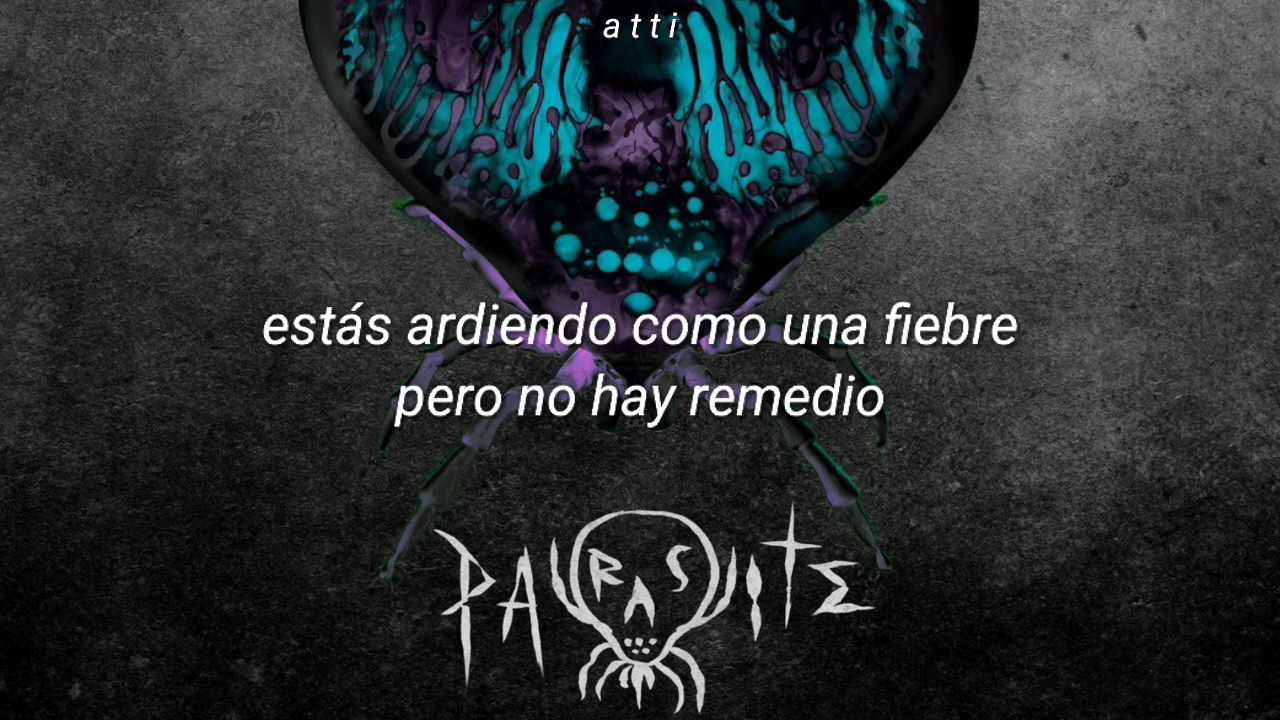 atti
estás ardiendo como una fiebre
pero no hay remedio
PARASITE